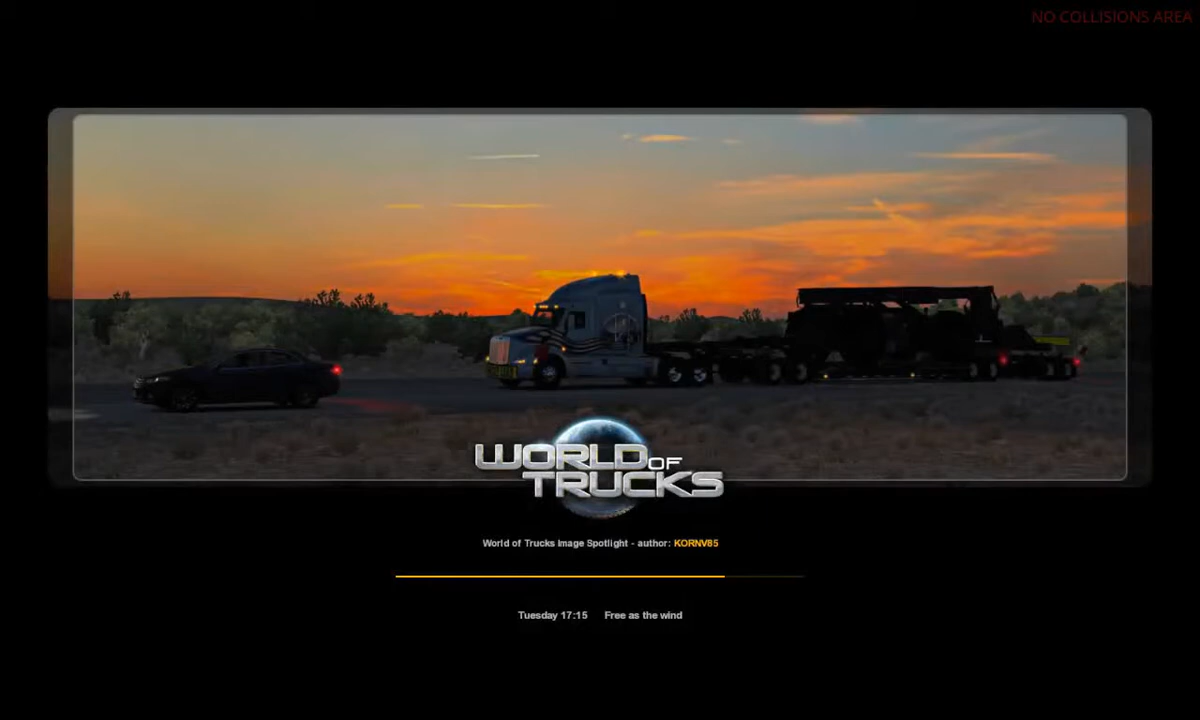 NO COLLISIONS AREA
WORLD OF
TRUCKS
World of Trucks Image Spotlight - author: KORNV85
Tuesday 17:15 Free as the wind